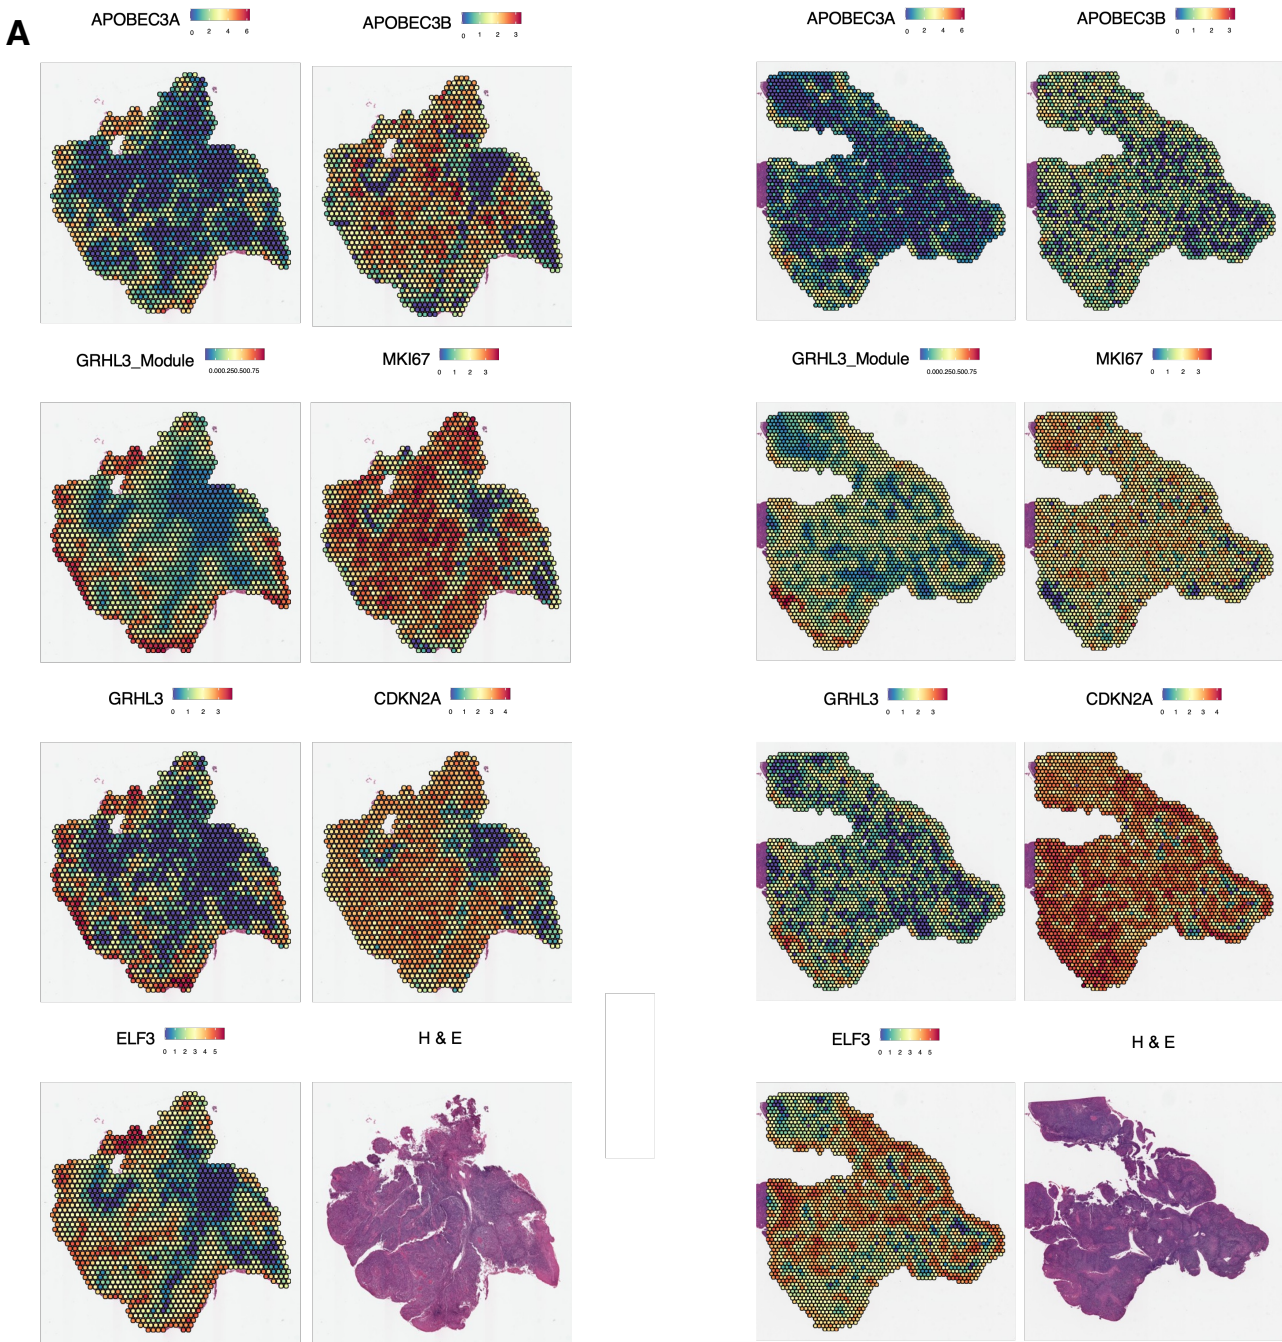 A
APOBEC3A
0 2 4 6
APOBEC3B
0 1 2 3
APOBEC3A
0 2 4 6
APOBEC3B
0 1 2 3
GRHL3_Module
0.000.250.500.75
MKI67
0 1 2 3
GRHL3_Module
0.000.250.500.75
MKI67
0 1 2 3
GRHL3
0 1 2 3
CDKN2A
0 1 2 3 4
GRHL3
0 1 2 3
CDKN2A
0 1 2 3 4
ELF3
0 1 2 3 4 5
H & E
ELF3
0 1 2 3 4 5
H & E